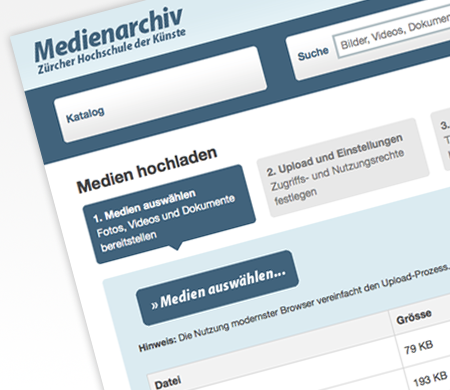 Medienarchiv
Zürcher Hochschule der Künste
Katalog
Suche
Bilder, Videos,
Medien hochladen
1. Medien auswählen
Fotos, Videos und Dokumente
bereitstellen
2. Upload und Einstellungen
Zugriffs- und Nutzungsrechte
festlegen
3.
» Medien auswählen...
Hinweis: Die Nutzung modernster Browser vereinfacht den Upload-Prozess.
Datei
Grösse
79 KB
193 KB